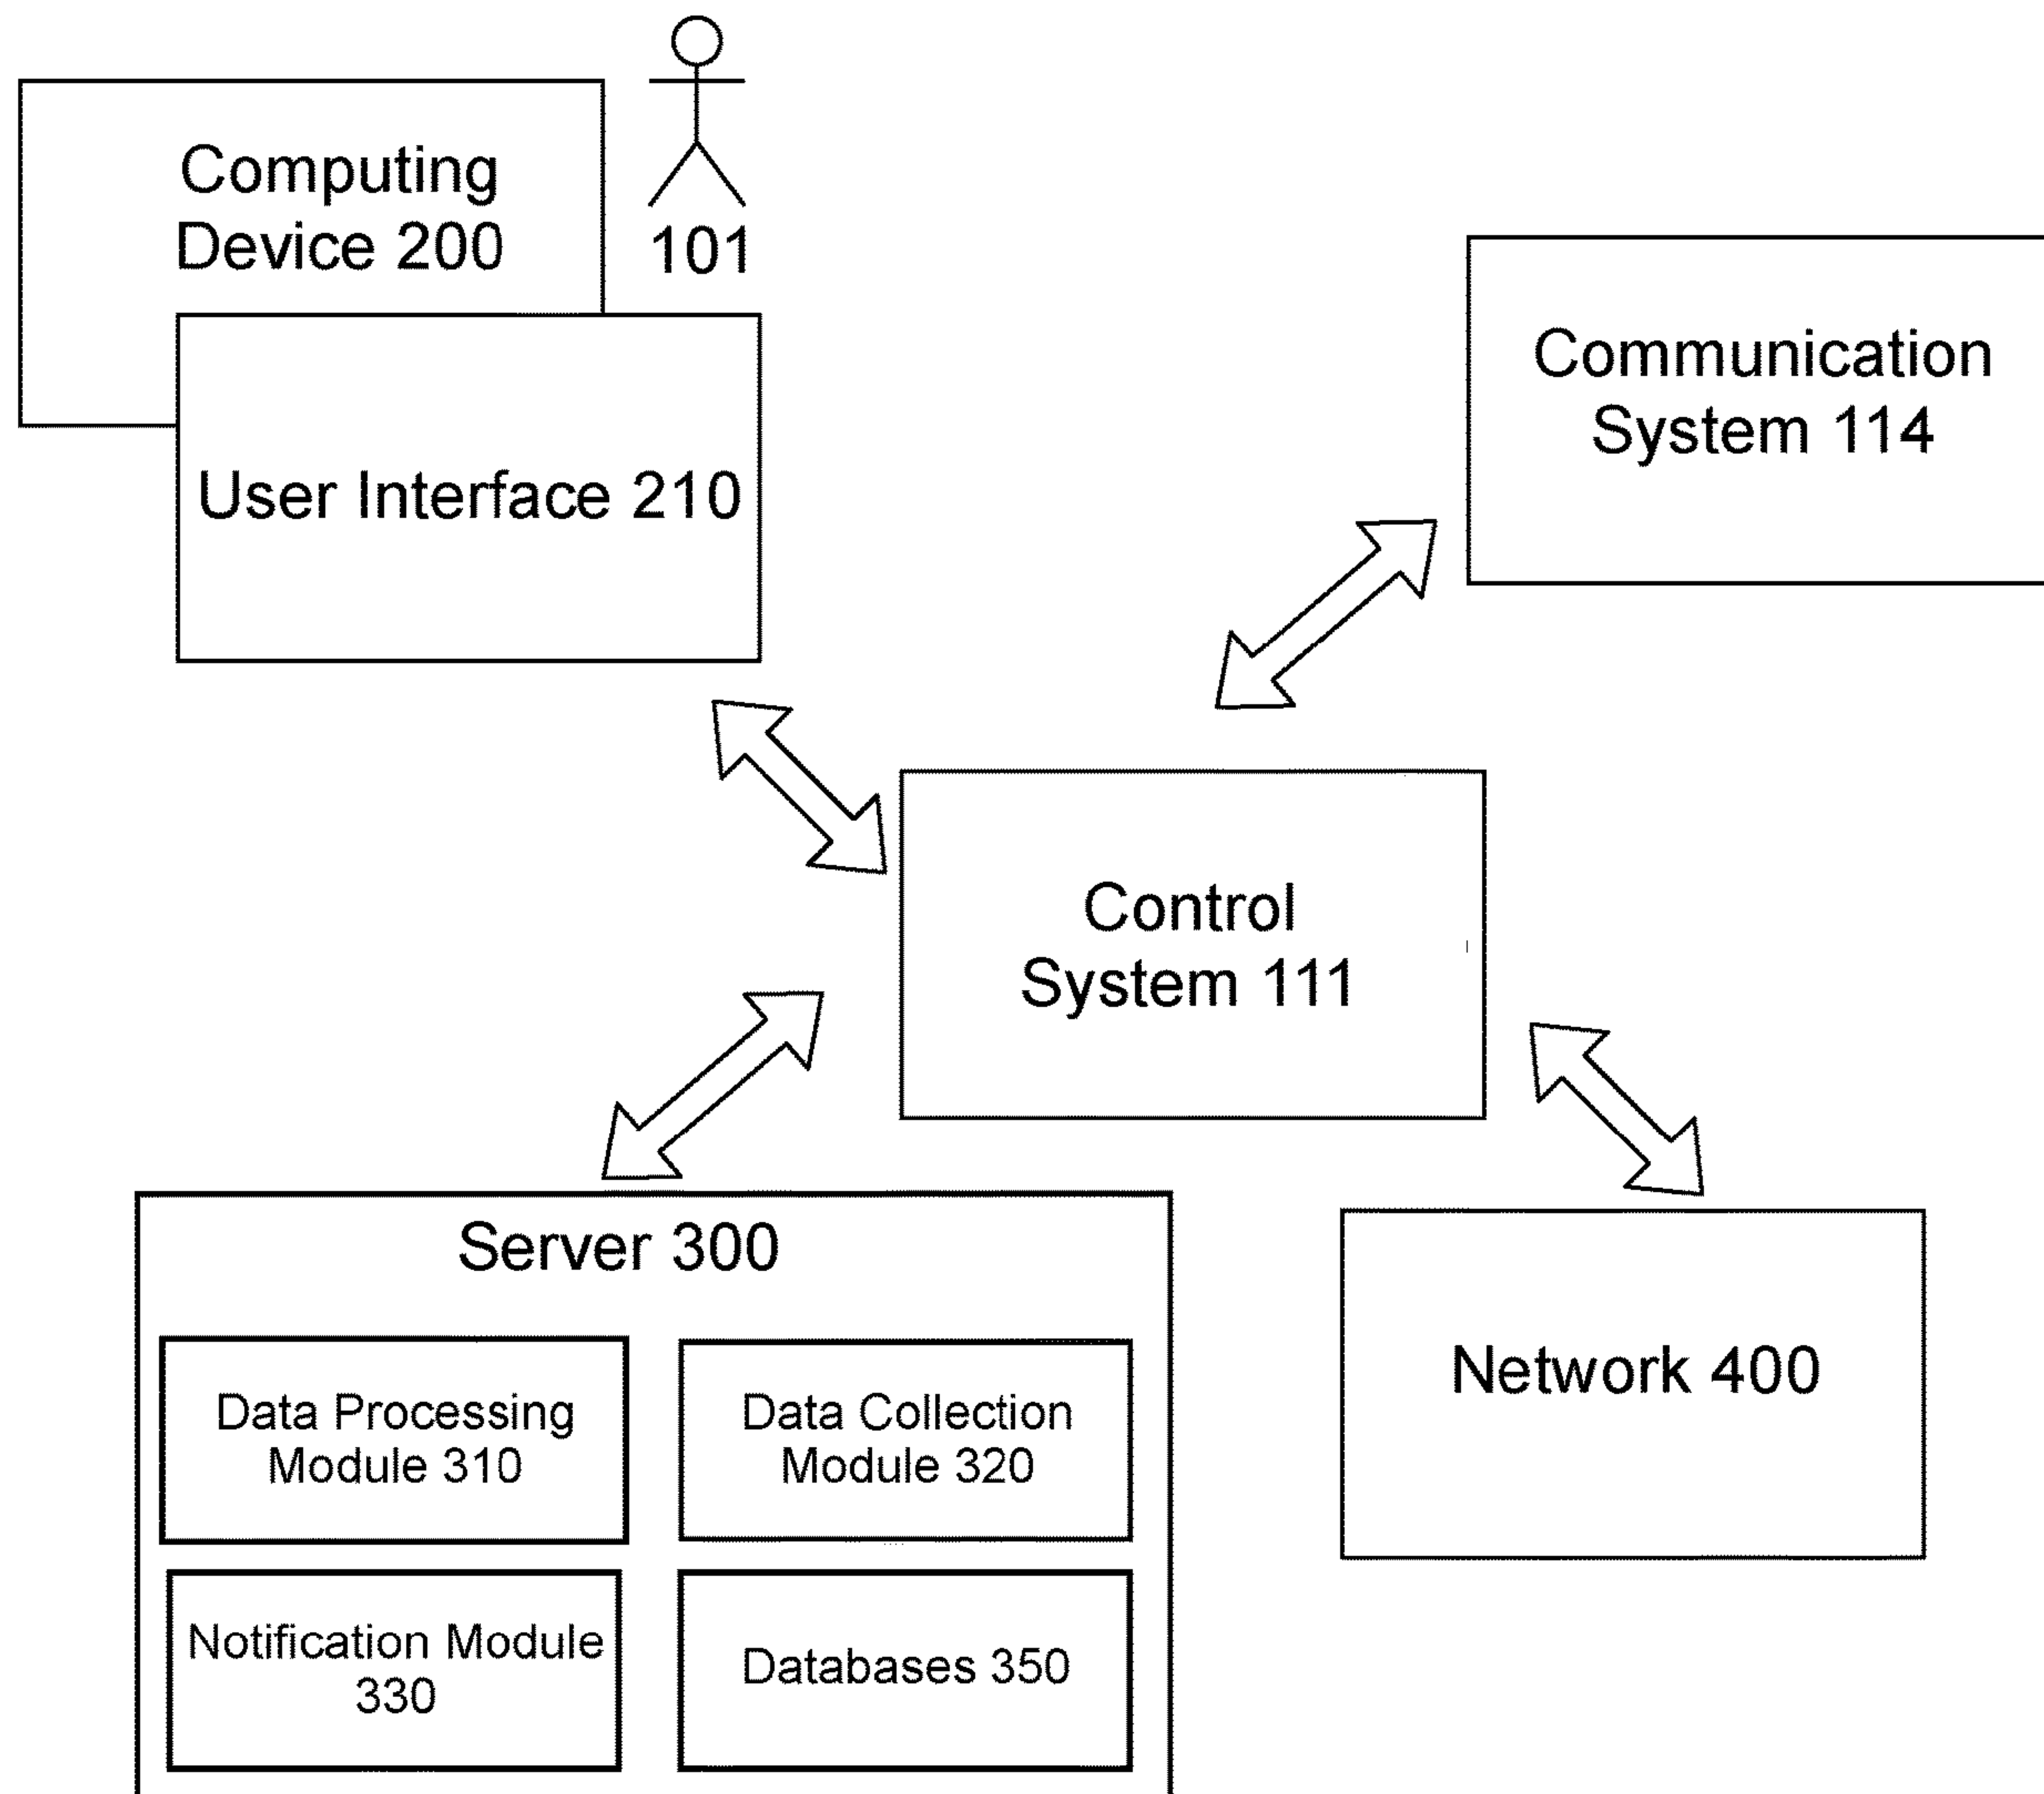 Computing
Device 200
101
User Interface 210
Communication
System 114
Control
System 111
Server 300
Data Processing
Module 310
Data Collection
Module 320
Notification Module
330
Databases 350
Network 400